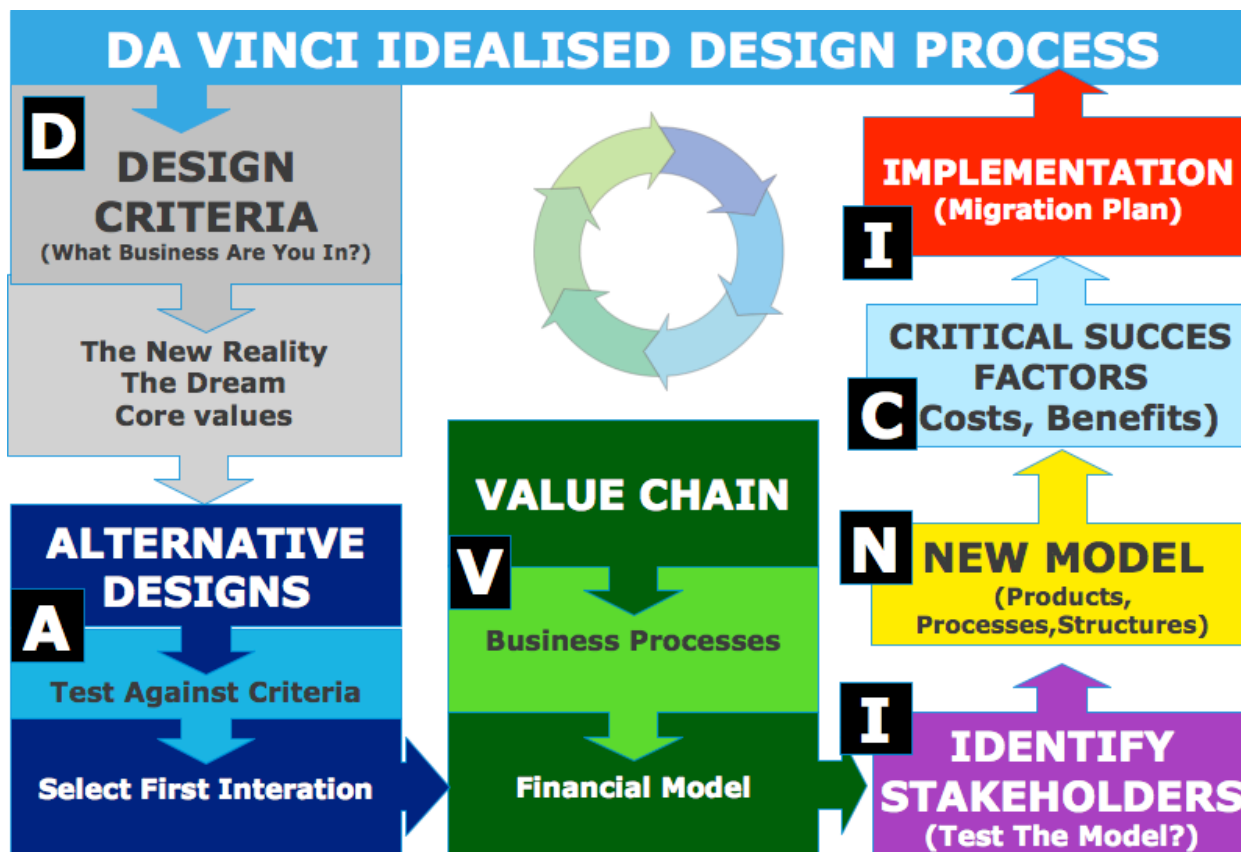 DA VINCI IDEALISED DESIGN PROCESS
D
DESIGN
CRITERIA
(What Business Are You In?)
The New Reality
The Dream
Core values
A
ALTERNATIVE
DESIGNS
Test Against Criteria
Select First Interation
V
VALUE CHAIN
Business Processes
Financial Model
I
IDENTIFY
STAKEHOLDERS
(Test The Model?)
N
NEW MODEL
(Products,
Processes,Structures)
C
CRITICAL SUCCES
FACTORS
(Costs, Benefits)
I
IMPLEMENTATION
(Migration Plan)